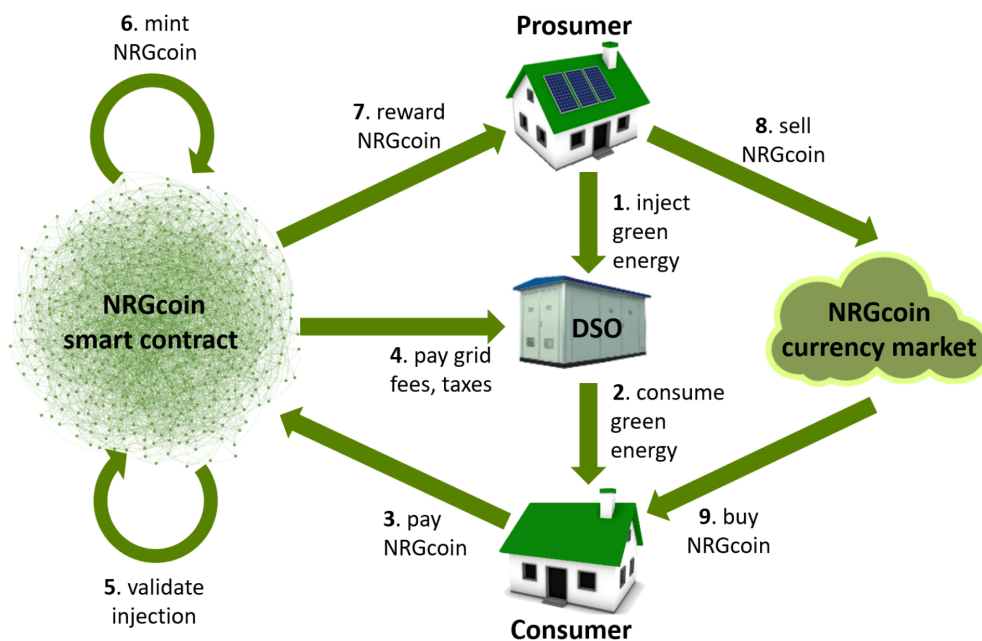 6. mint
NRGcoin
Prosumer
7. reward
NRGcoin
8. sell
NRGcoin
1. inject
green
energy
NRGcoin
smart contract
DSO
NRGcoin
currency market
4. pay grid
fees, taxes
2. consume
green
energy
3. pay
NRGcoin
9. buy
NRGcoin
5. validate
injection
Consumer